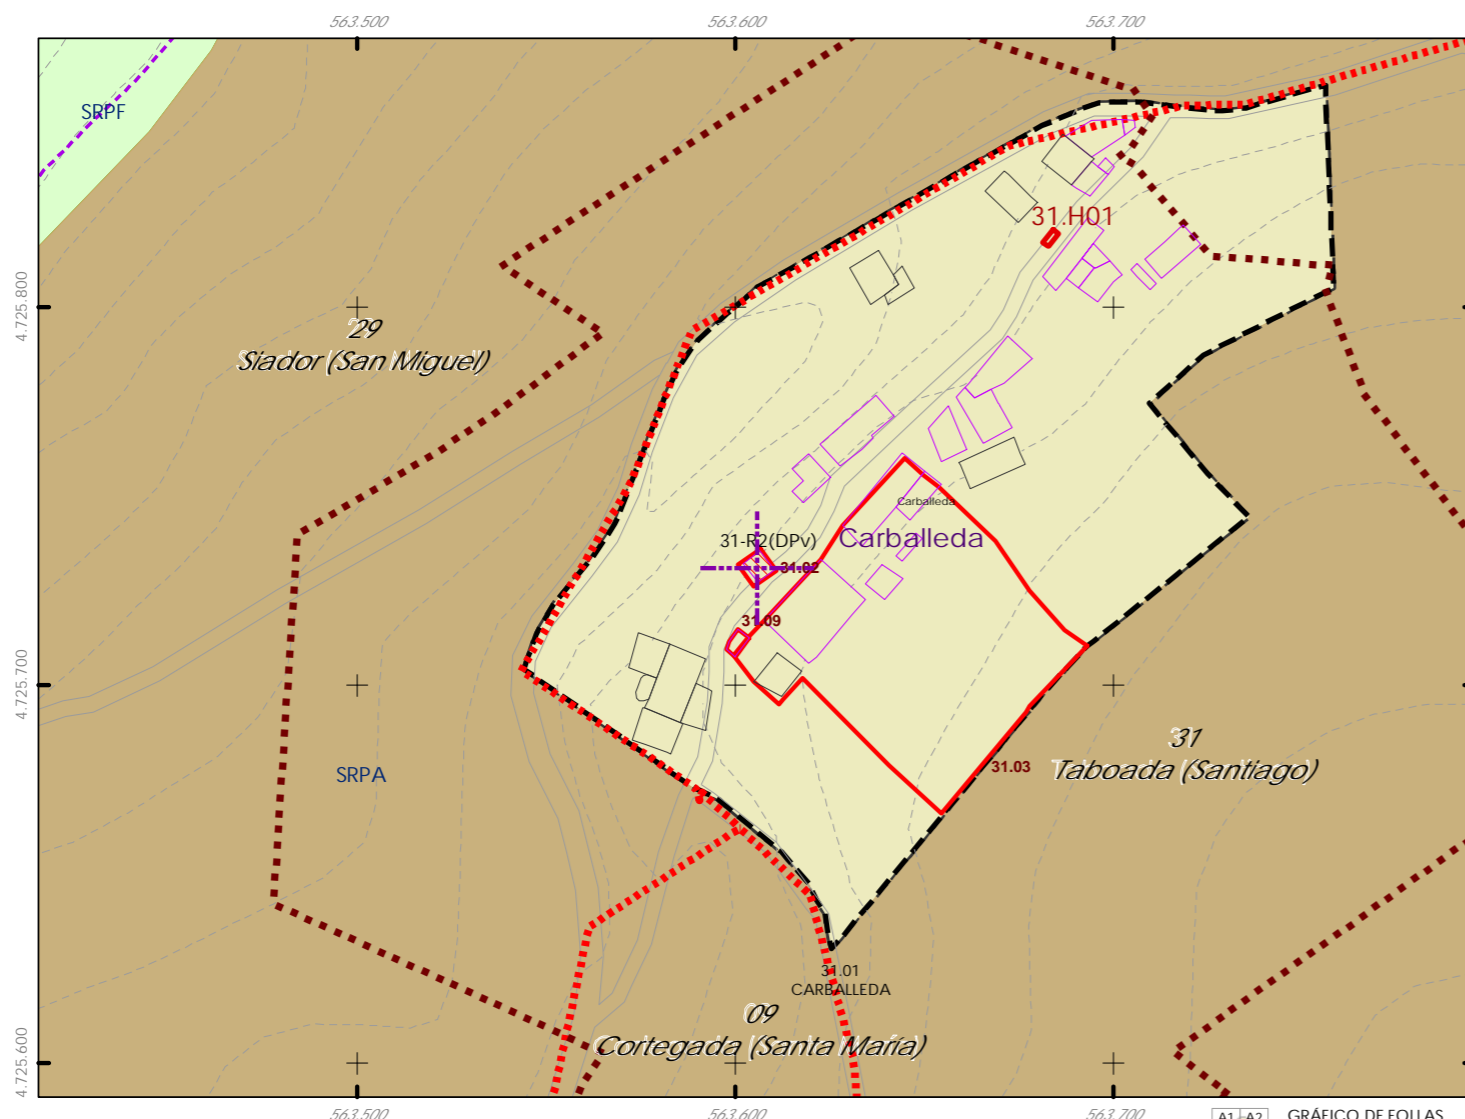 563.500
563.600
563.700
SRPF
31.H01
4.725.800
29
Siador (San Miguel)
Carballeda
31-R2(DPv)
Carballeda
31.02
31.09
4.725.700
31
Taboada (Santiago)
31.03
SRPA
31.01
CARBALLEDA
09
Cortegada (Santa María)
4.725.600
563.500
563.600
563.700
A1 A2
GRÁFICO DE FOLLAS